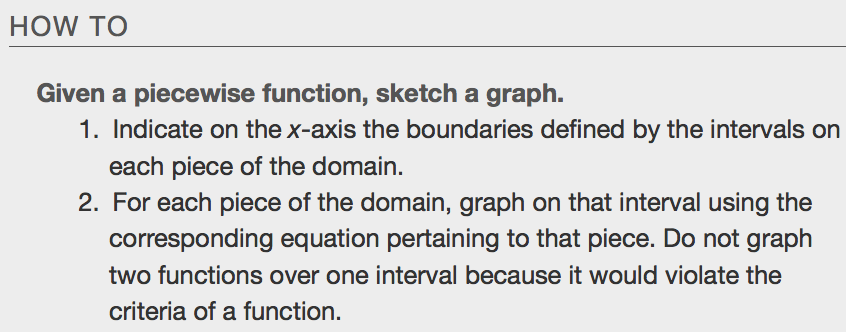 HOW TO
Given a piecewise function, sketch a graph.
1. Indicate on the x-axis the boundaries defined by the intervals on
each piece of the domain.
2. For each piece of the domain, graph on that interval using the
corresponding equation pertaining to that piece. Do not graph
two functions over one interval because it would violate the
criteria of a function.